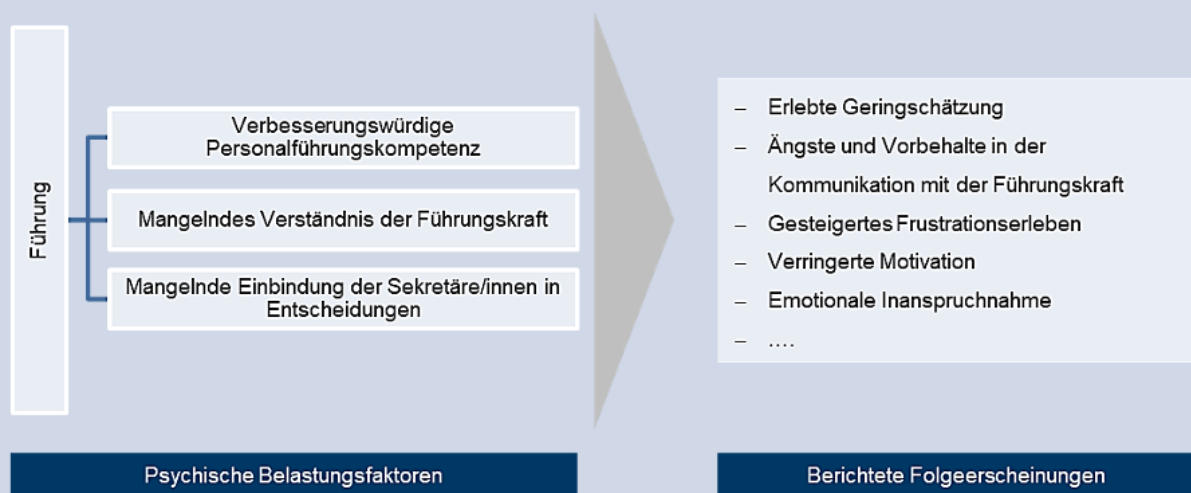 Führung
Verbesserungswürdige
Personalführungskompetenz
Mangelndes Verständnis der Führungskraft
Mangelnde Einbindung der Sekretäre/innen in
Entscheidungen
Psychische Belastungsfaktoren
– Erlebte Geringschätzung
– Ängste und Vorbehalte in der
Kommunikation mit der Führungskraft
– Gesteigertes Frustrationserleben
– Verringerte Motivation
– Emotionale Inanspruchnahme
– ....
Berichtete Folgeerscheinungen